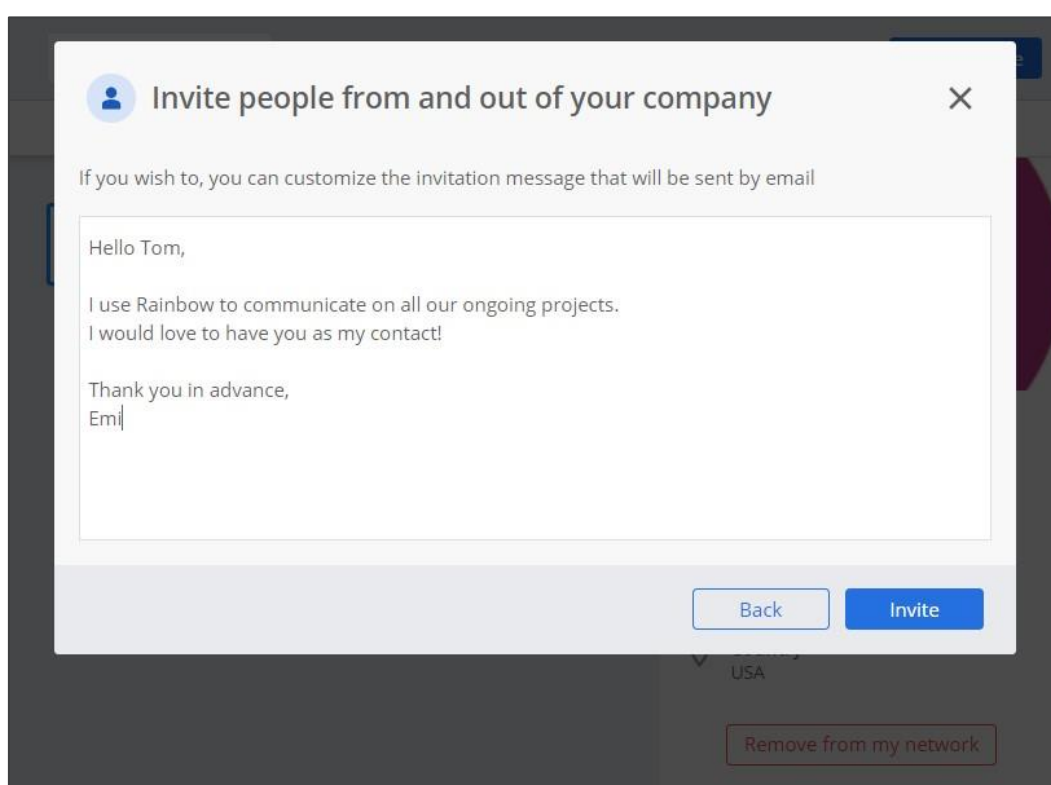 Invite people from and out of your company
If you wish to, you can customize the invitation message that will be sent by email
Hello Tom,
I use Rainbow to communicate on all our ongoing projects.
I would love to have you as my contact!
Thank you in advance,
Emi
Back
Invite
USA
Remove from my network